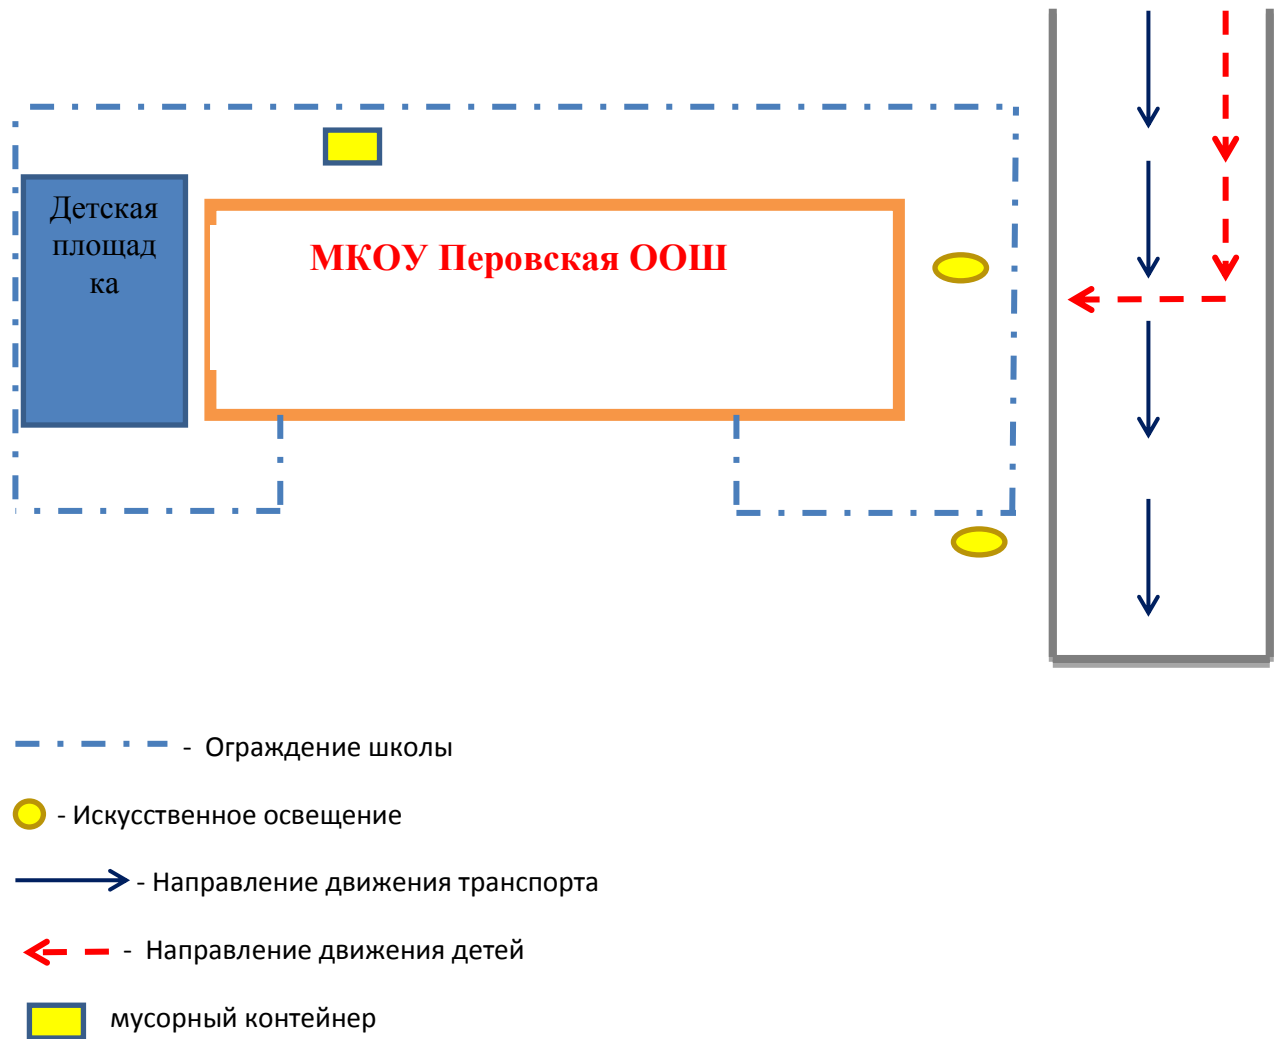 Детская
площад
ка
МКОУ Перовская ООШ
- Ограждение школы
- Искусственное освещение
- Направление движения транспорта
- Направление движения детей
мусорный контейнер